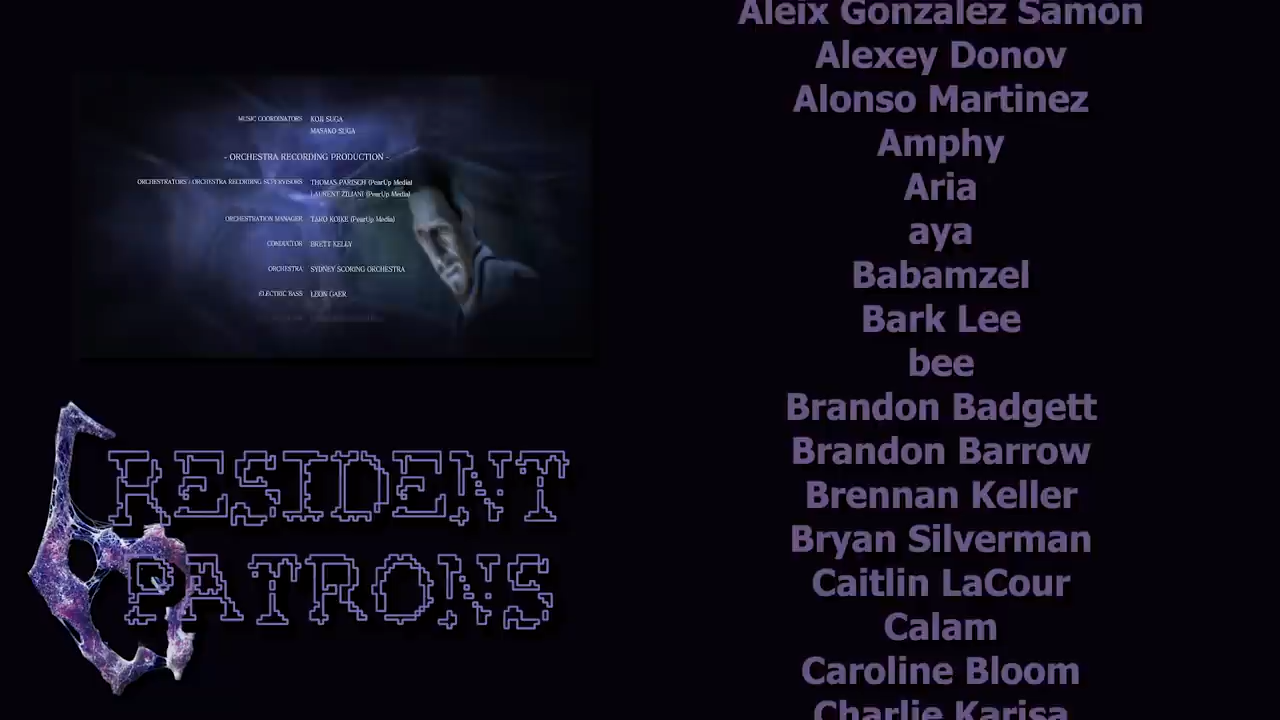 MUSIC COORDINATORS KOJI SUGA
MASAKO SUGA
- ORCHESTRA RECORDING PRODUCTION -
ORCHESTRATORS / ORCHESTRA RECORDING SUPERVISORS THOMAS PARISCH (PearUp Media)
LAURENT ZILIANI (PearUp Media)
ORCHESTRATION MANAGER TARO KOIKE (PearUp Media)
CONDUCTOR BRETT KELLY
ORCHESTRA SYDNEY SCORING ORCHESTRA
ELECTRIC BASS LEON GAER
RESIDENT
PATRONS
Aleix Gonzalez Samon
Alexey Donov
Alonso Martinez
Amphy
Aria
aya
Babamzel
Bark Lee
bee
Brandon Badgett
Brandon Barrow
Brennan Keller
Bryan Silverman
Caitlin LaCour
Calam
Caroline Bloom
Charlie Karisa